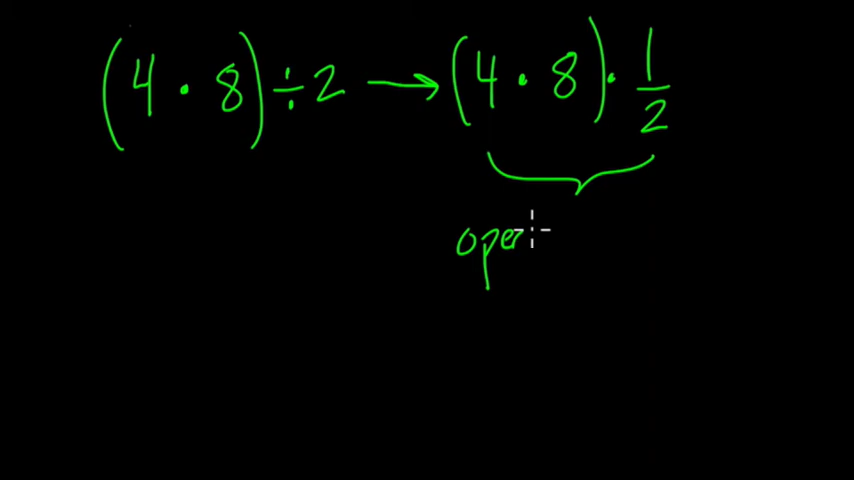 (4 · 8) ÷ 2 → (4 · 8) · 1/2
oper